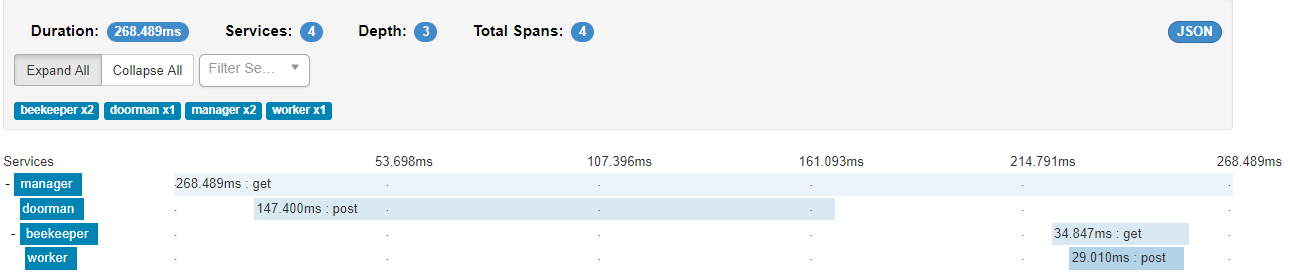 Duration: 268.489ms Services: 4 Depth: 3 Total Spans: 4 JSON
Expand All Collapse All Filter Se...
beekeeper x2 doorman x1 manager x2 worker x1
Services 53.698ms 107.396ms 161.093ms 214.791ms 268.489ms
- manager 268.489ms : get
doorman 147.400ms : post
- beekeeper 34.847ms : get
worker 29.010ms : post